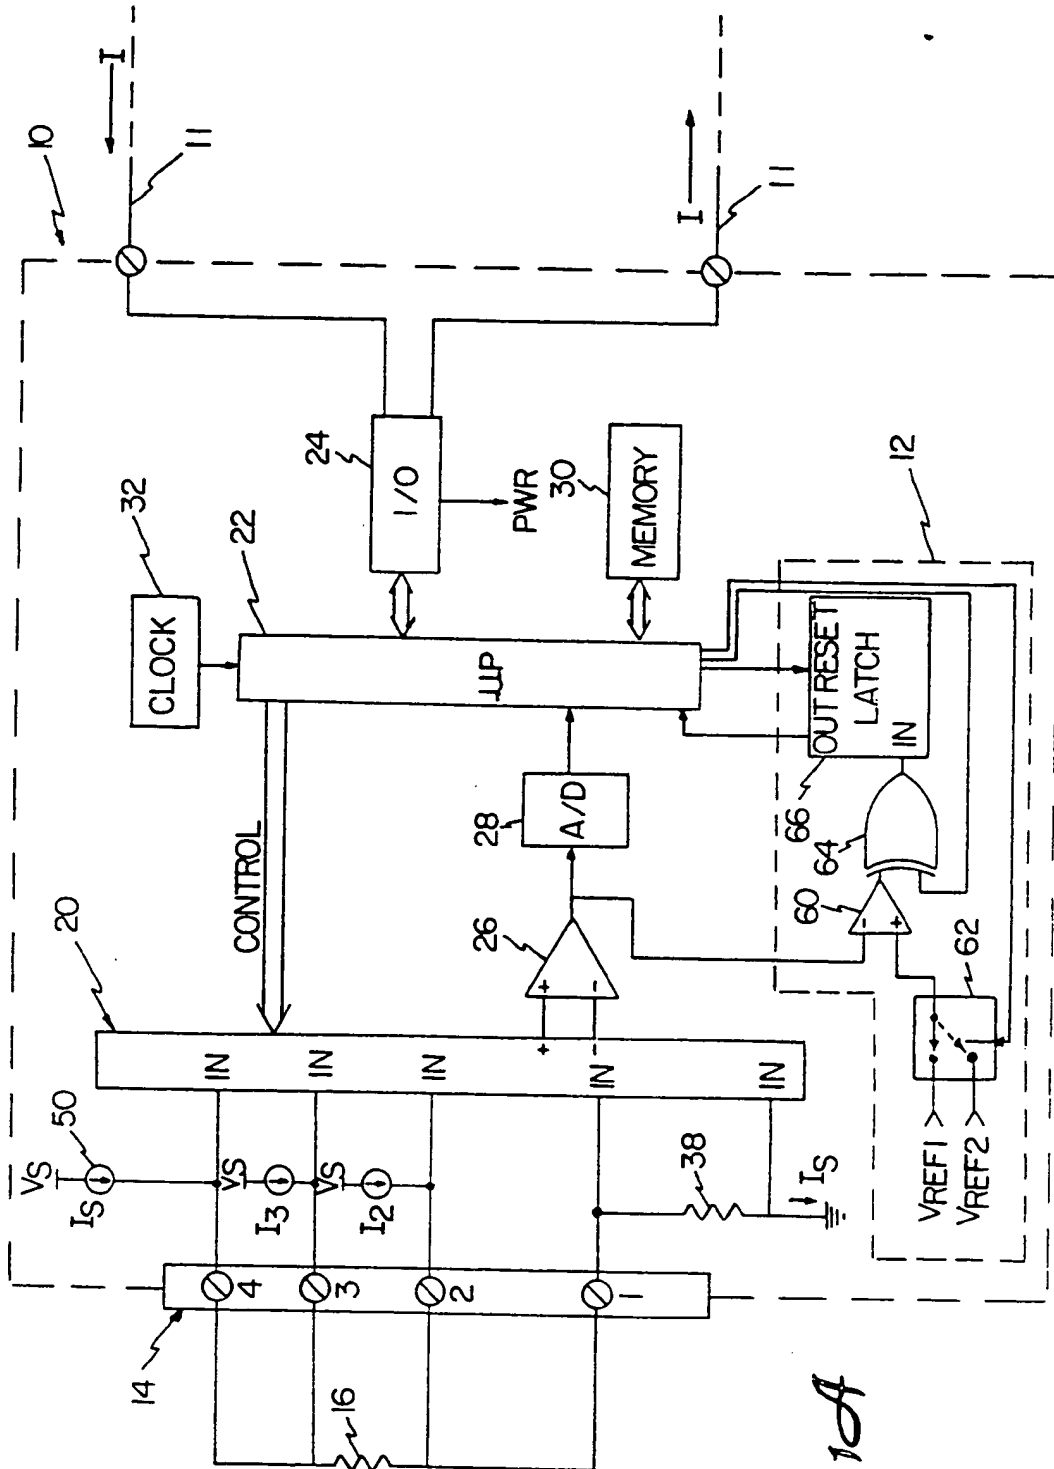 I
10
11
32
CLOCK
24
I/O
PWR
22
μP
30
MEMORY
CONTROL
20
IN
IN
IN
IN
IN
+
-
50
VS
IS
VS
I3
VS
I2
14
4
3
2
1
16
38
IS
26
+
-
28
A/D
I
11
12
OUT RESET
LATCH
IN
66
64
60
-
+
62
VREF1
VREF2